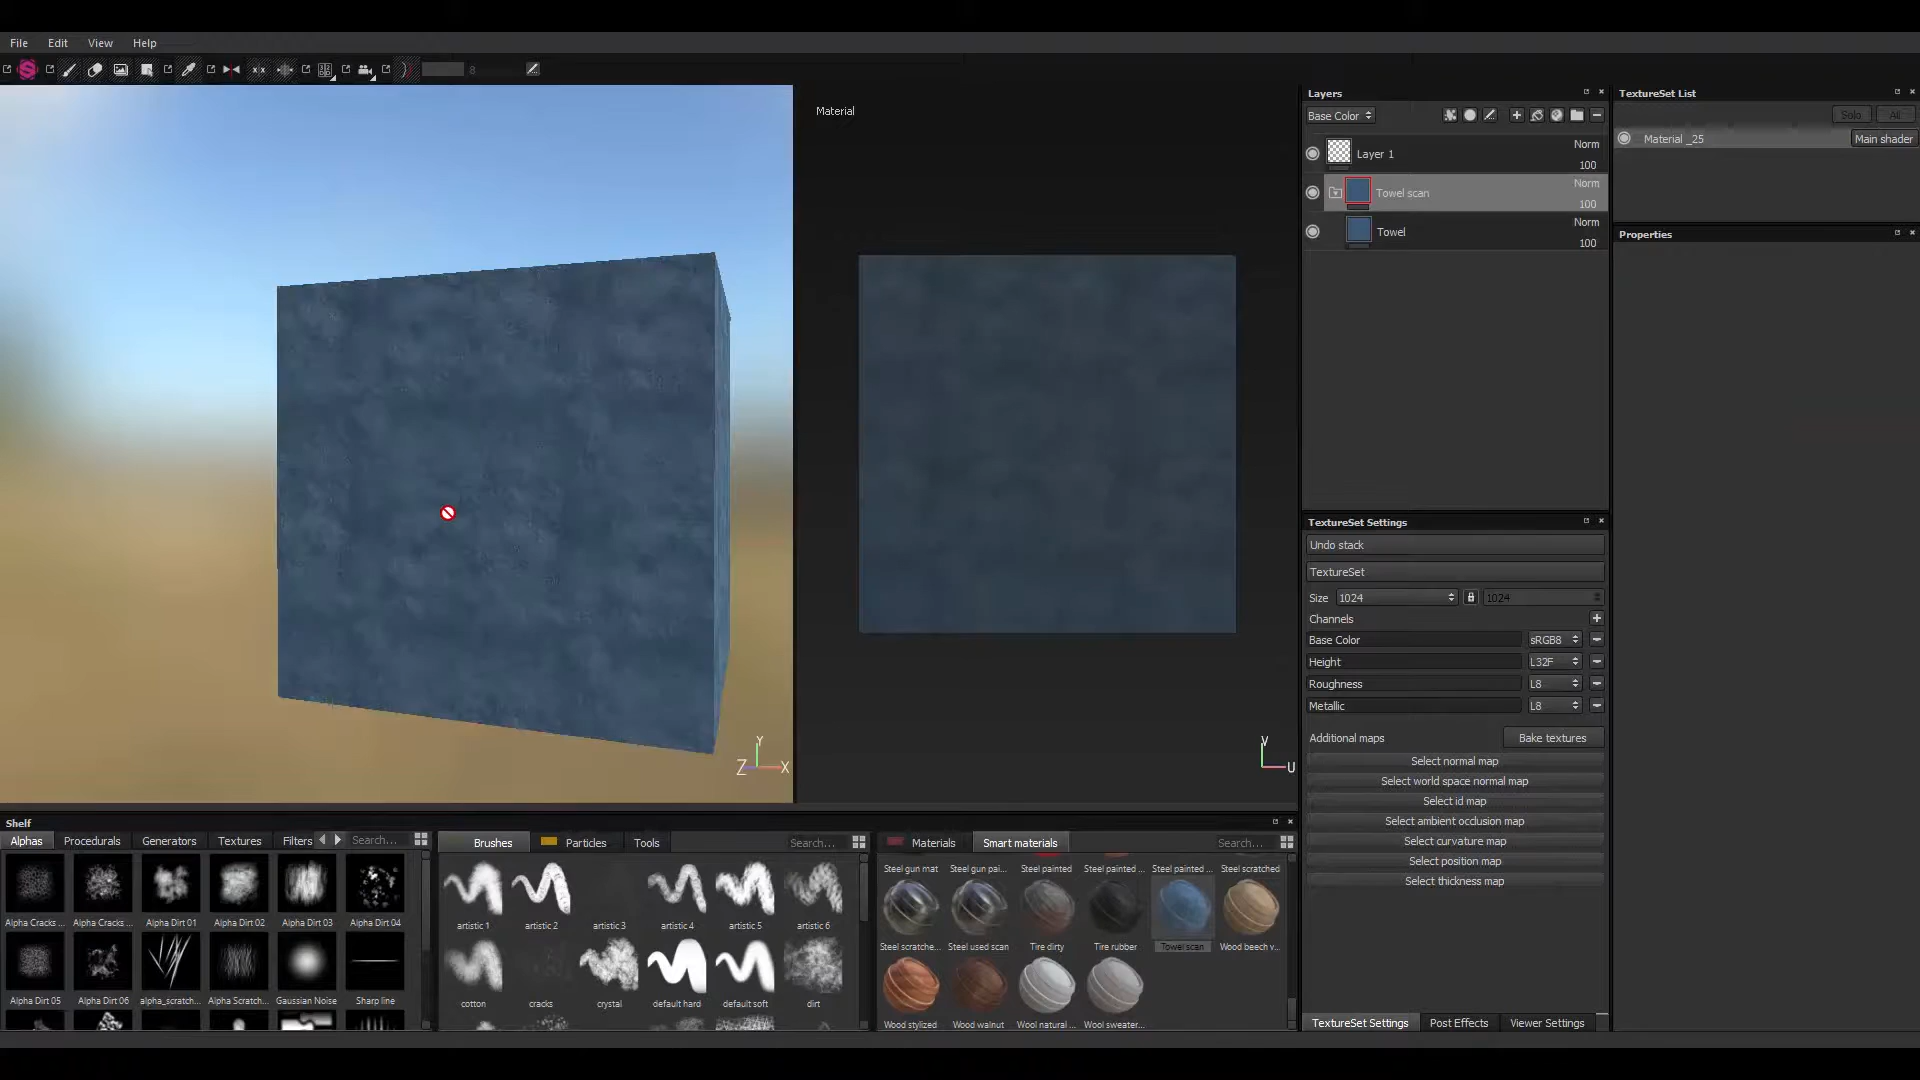 File Edit View Help
8
Material
Layers
Base Color
Layer 1 Norm 100
Towel scan Norm 100
Towel Norm 100
TextureSet List
Solo All
Material _25 Main shader
Properties
TextureSet Settings
Undo stack
TextureSet
Size 1024 1024
Channels
Base Color sRGB8
Height L32F
Roughness L8
Metallic L8
Additional maps Bake textures
Select normal map
Select world space normal map
Select id map
Select ambient occlusion map
Select curvature map
Select position map
Select thickness map
TextureSet Settings Post Effects Viewer Settings
Y
Z X
V
U
Shelf
Alphas Procedurals Generators Textures Filters Search...
Alpha Cracks ... Alpha Cracks ... Alpha Dirt 01 Alpha Dirt 02 Alpha Dirt 03 Alpha Dirt 04
Alpha Dirt 05 Alpha Dirt 06 alpha_scratch... Alpha Scratch... Gaussian Noise Sharp line
Brushes Particles Tools Search...
artistic 1 artistic 2 artistic 3 artistic 4 artistic 5 artistic 6
cotton cracks crystal default hard default soft dirt
Materials Smart materials Search...
Steel gun mat Steel gun pai... Steel painted Steel painted ... Steel painted ... Steel scratched
Steel scratche... Steel used scan Tire dirty Tire rubber Towel scan Wood beech v...
Wood stylized Wood walnut Wool natural ... Wool sweater...